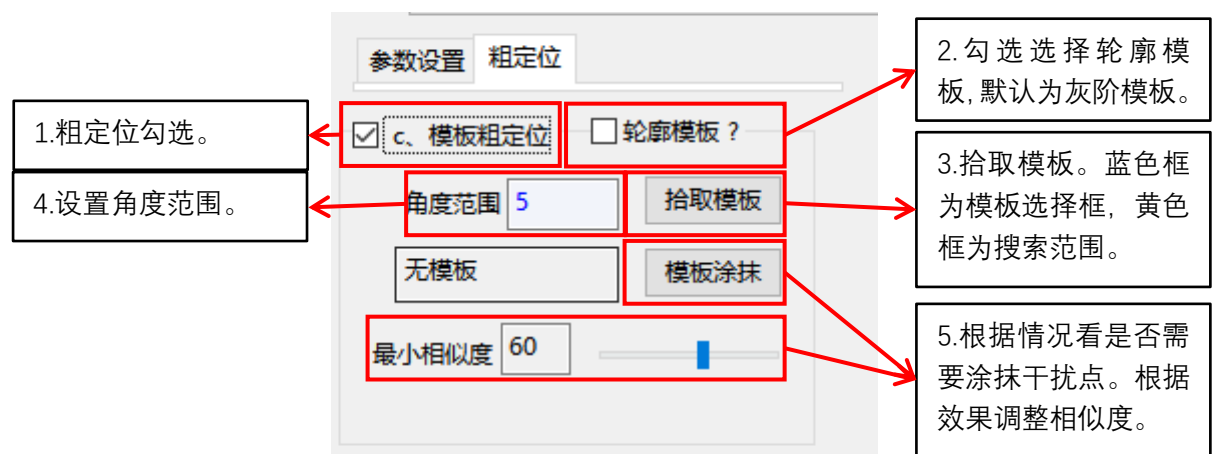 参数设置 粗定位
1.粗定位勾选。
c、模板粗定位
轮廓模板？
2.勾选选择轮廓模
板,默认为灰阶模板。
4.设置角度范围。
角度范围 5
拾取模板
3.拾取模板。蓝色框
为模板选择框，黄色
框为搜索范围。
无模板
模板涂抹
最小相似度 60
5.根据情况看是否需
要涂抹干扰点。根据
效果调整相似度。